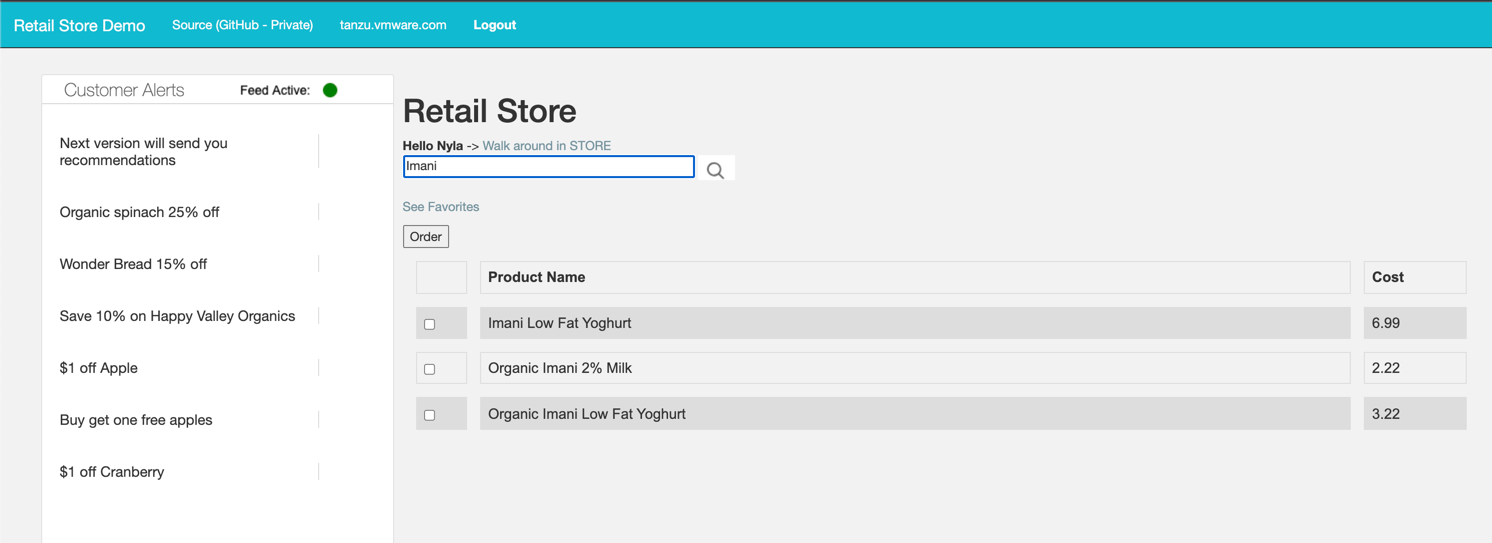 Retail Store Demo Source (GitHub - Private) tanzu.vmware.com Logout
Customer Alerts Feed Active:
Next version will send you
recommendations
Organic spinach 25% off
Wonder Bread 15% off
Save 10% on Happy Valley Organics
$1 off Apple
Buy get one free apples
$1 off Cranberry
Retail Store
Hello Nyla -> Walk around in STORE
Imani
See Favorites
Order
Product Name Cost
Imani Low Fat Yoghurt 6.99
Organic Imani 2% Milk 2.22
Organic Imani Low Fat Yoghurt 3.22